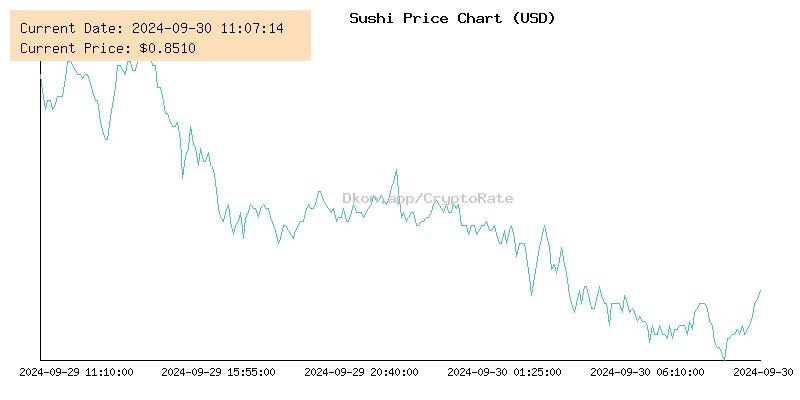 Sushi Price Chart (USD)
Current Date: 2024-09-30 11:07:14
Current Price: $0.8510
Dkon.app/CryptoRate
2024-09-29 11:10:00 2024-09-29 15:55:00 2024-09-29 20:40:00 2024-09-30 01:25:00 2024-09-30 06:10:00 2024-09-30